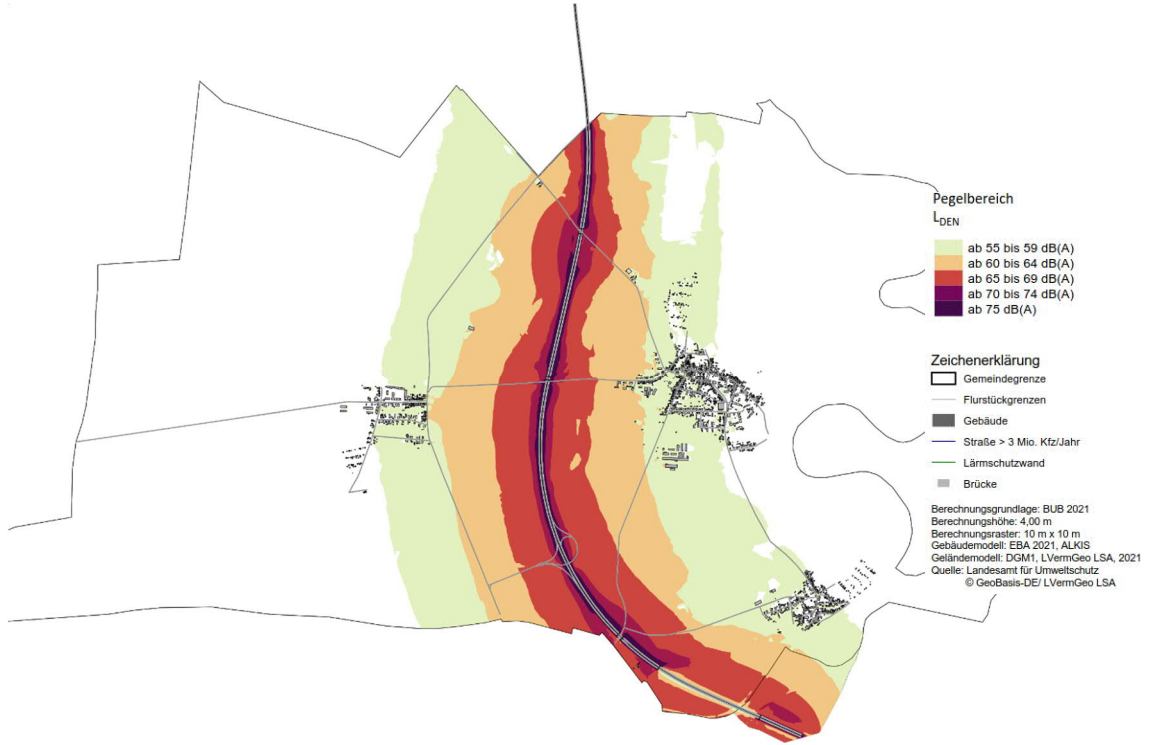 Pegelbereich
LDEN
ab 55 bis 59 dB(A)
ab 60 bis 64 dB(A)
ab 65 bis 69 dB(A)
ab 70 bis 74 dB(A)
ab 75 dB(A)
Zeichenerklärung
Gemeindegrenze
Flurstückgrenzen
Gebäude
Straße > 3 Mio. Kfz/Jahr
Lärmschutzwand
Brücke
Berechnungsgrundlage: BUB 2021
Berechnungshöhe: 4,00 m
Berechnungsraster: 10 m x 10 m
Gebäudemodell: EBA 2021, ALKIS
Geländemodell: DGM1, LVermGeo LSA, 2021
Quelle: Landesamt für Umweltschutz
© GeoBasis-DE/ LVermGeo LSA